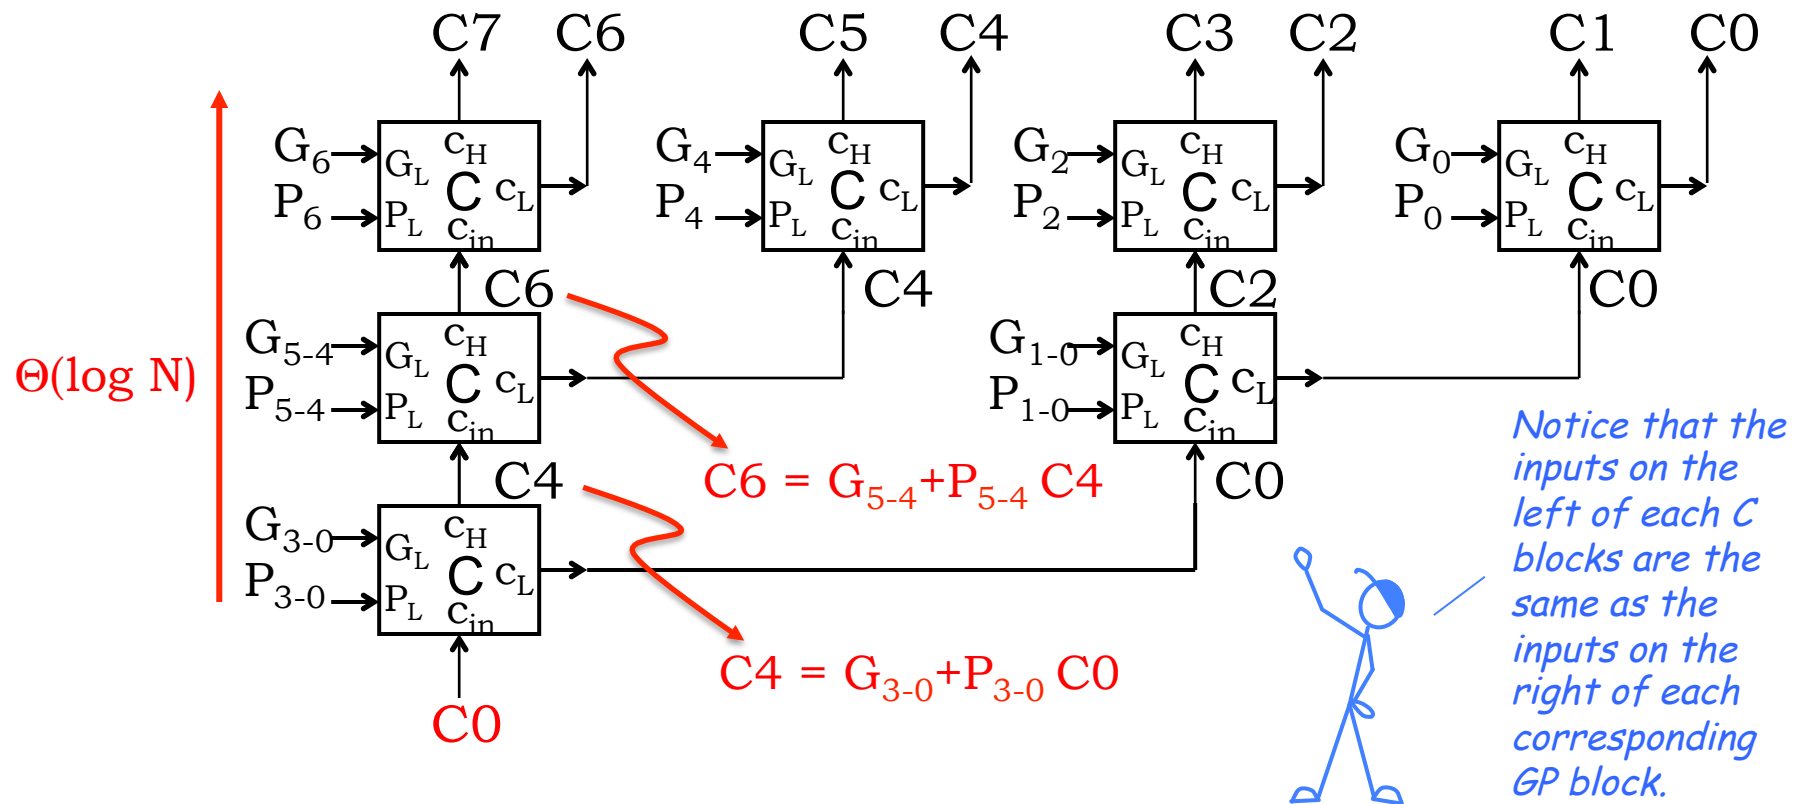 C7 C6 C5 C4 C3 C2 C1 C0
G6 GL cH G4 GL cH G2 GL cH G0 GL cH
C cL C cL C cL C cL
P6 PL cin P4 PL cin P2 PL cin P0 PL cin
C6 C4 C2 C0
G5-4 GL cH G1-0 GL cH
Θ(log N) C cL C cL
P5-4 PL cin P1-0 PL cin
C4 C6 = G5-4+P5-4 C4 C0
G3-0 GL cH
C cL
P3-0 PL cin
C4 = G3-0+P3-0 C0
C0
Notice that the
inputs on the
left of each C
blocks are the
same as the
inputs on the
right of each
corresponding
GP block.